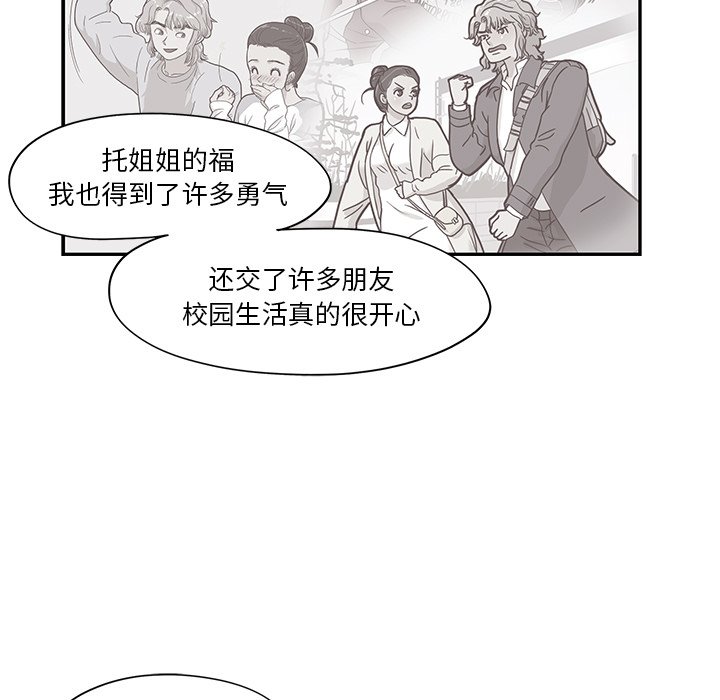 托姐姐的福
我也得到了许多勇气
还交了许多朋友
校园生活真的很开心